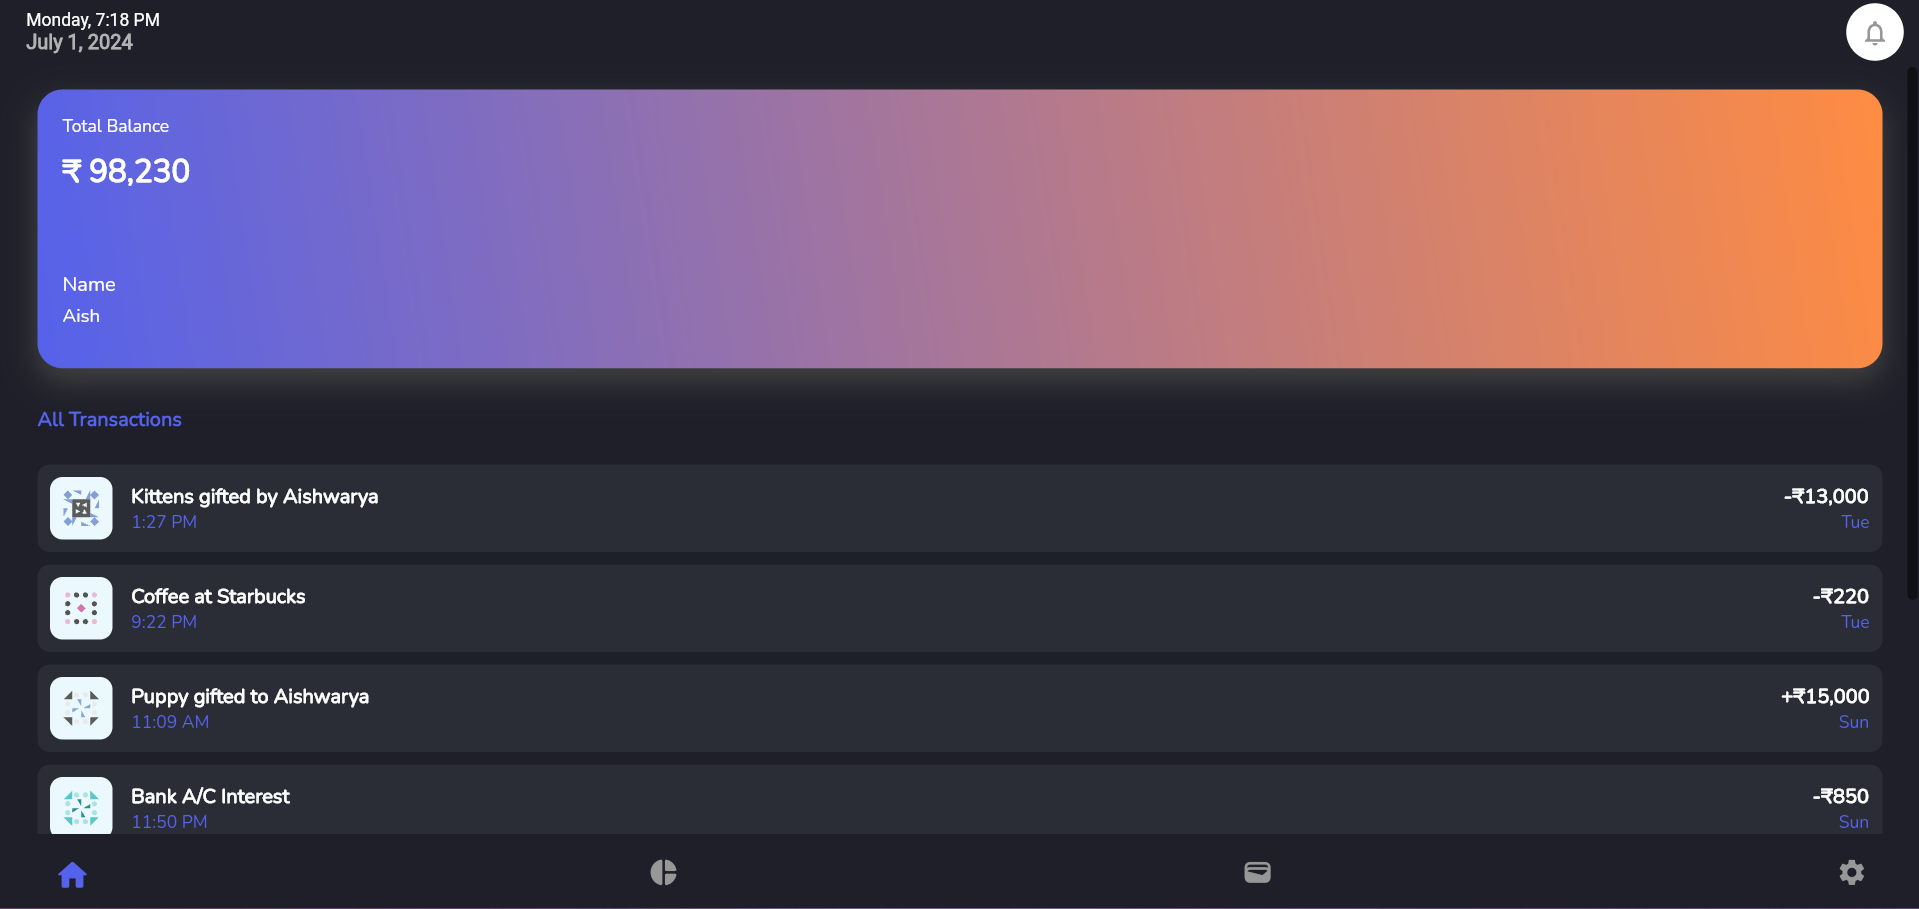 Monday, 7:18 PM
July 1, 2024
Total Balance
₹ 98,230
Name
Aish
All Transactions
Kittens gifted by Aishwarya
-₹13,000
1:27 PM
Tue
Coffee at Starbucks
-₹220
9:22 PM
Tue
Puppy gifted to Aishwarya
+₹15,000
11:09 AM
Sun
Bank A/C Interest
-₹850
11:50 PM
Sun